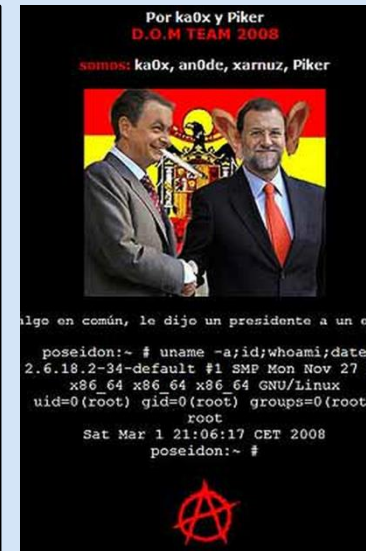 Por ka0x y Piker
D.O.M TEAM 2008
somos: ka0x, an0de, xarnuz, Piker
algo en común, le dijo un presidente a un
poseidon:~ # uname -a;id;whoami;date
2.6.18.2-34-default #1 SMP Mon Nov 27
x86_64 x86_64 x86_64 GNU/Linux
uid=0(root) gid=0(root) groups=0(root
root
Sat Mar 1 21:06:17 CET 2008
poseidon:~ #